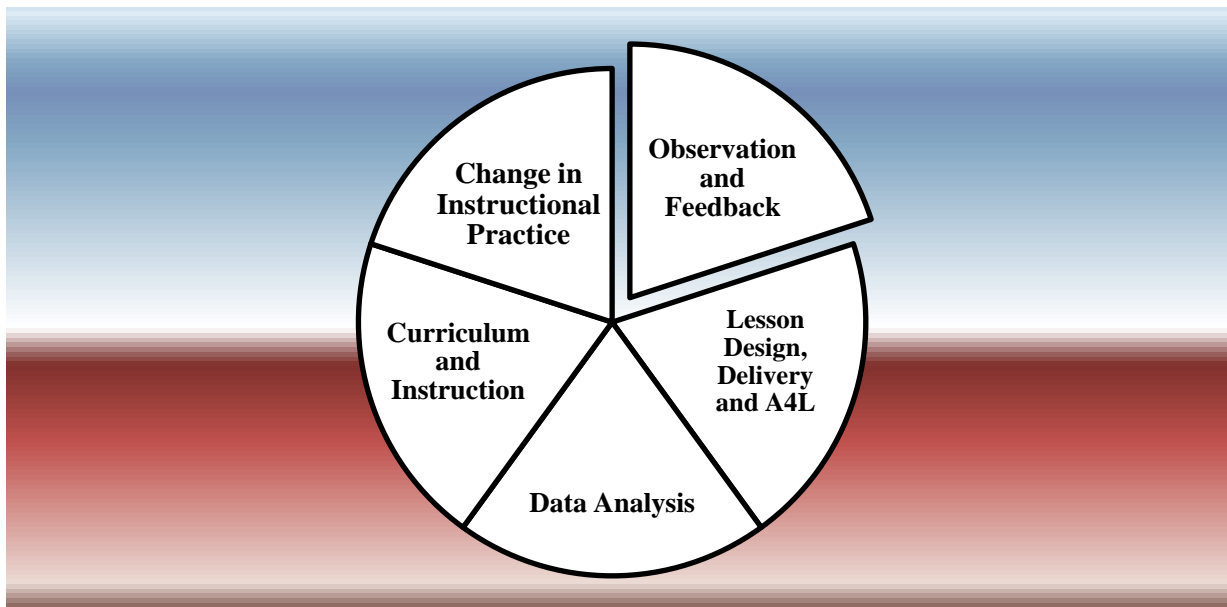 Observation
and
Feedback
Lesson
Design,
Delivery
and A4L
Data Analysis
Curriculum
and
Instruction
Change in
Instructional
Practice